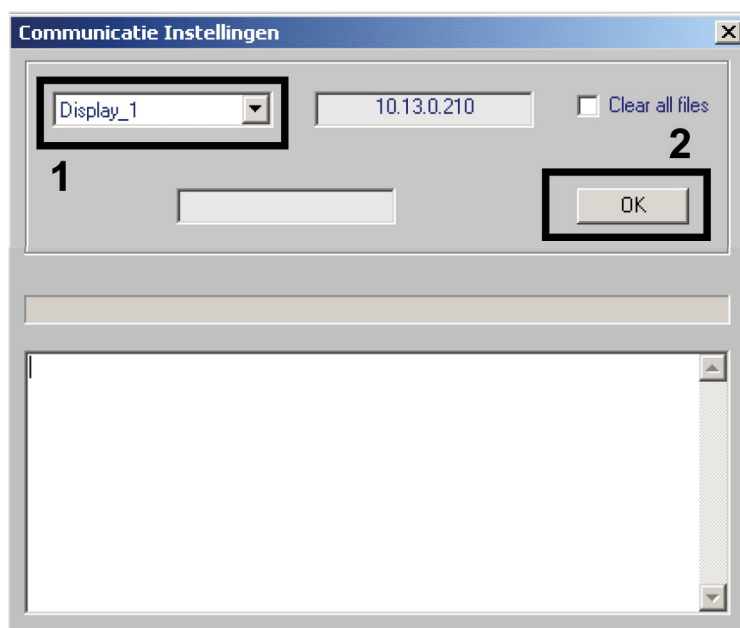 Communicatie Instellingen
Display_1
10.13.0.210
Clear all files
1
2
OK